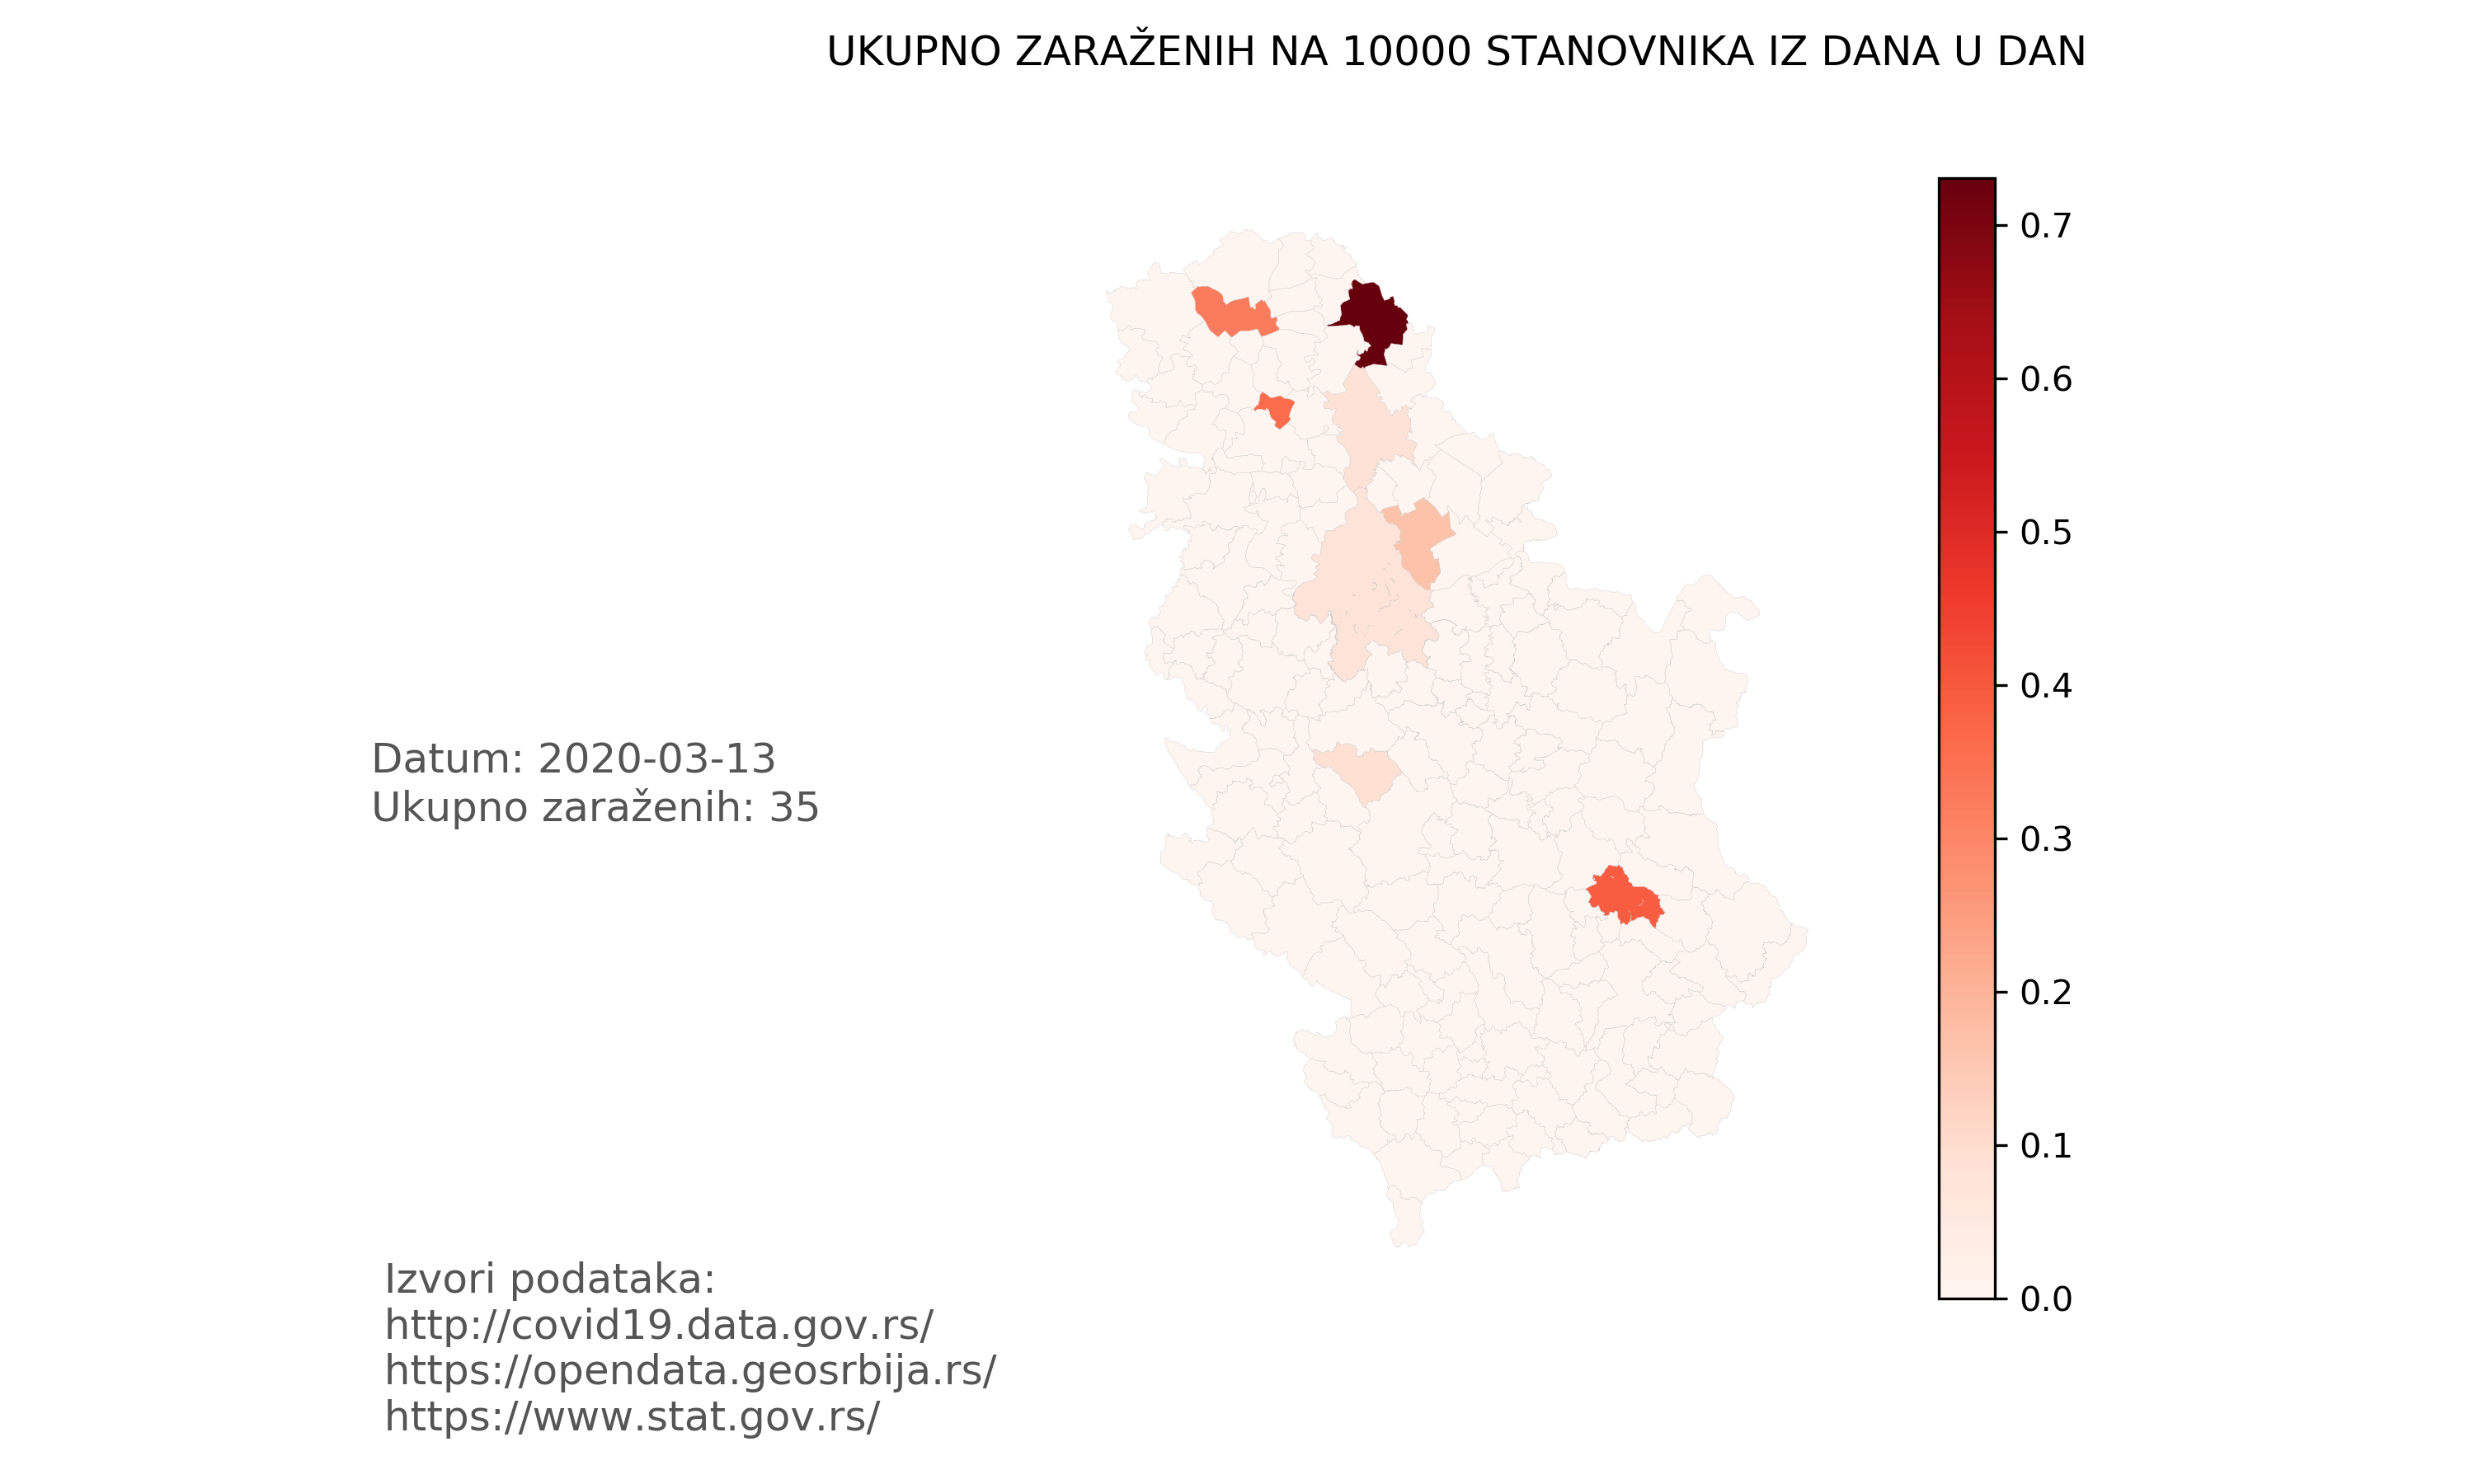 UKUPNO ZARAŽENIH NA 10000 STANOVNIKA IZ DANA U DAN
0.7
0.6
0.5
0.4
0.3
0.2
0.1
0.0
Datum: 2020-03-13
Ukupno zaraženih: 35
Izvori podataka:
http://covid19.data.gov.rs/
https://opendata.geosrbija.rs/
https://www.stat.gov.rs/